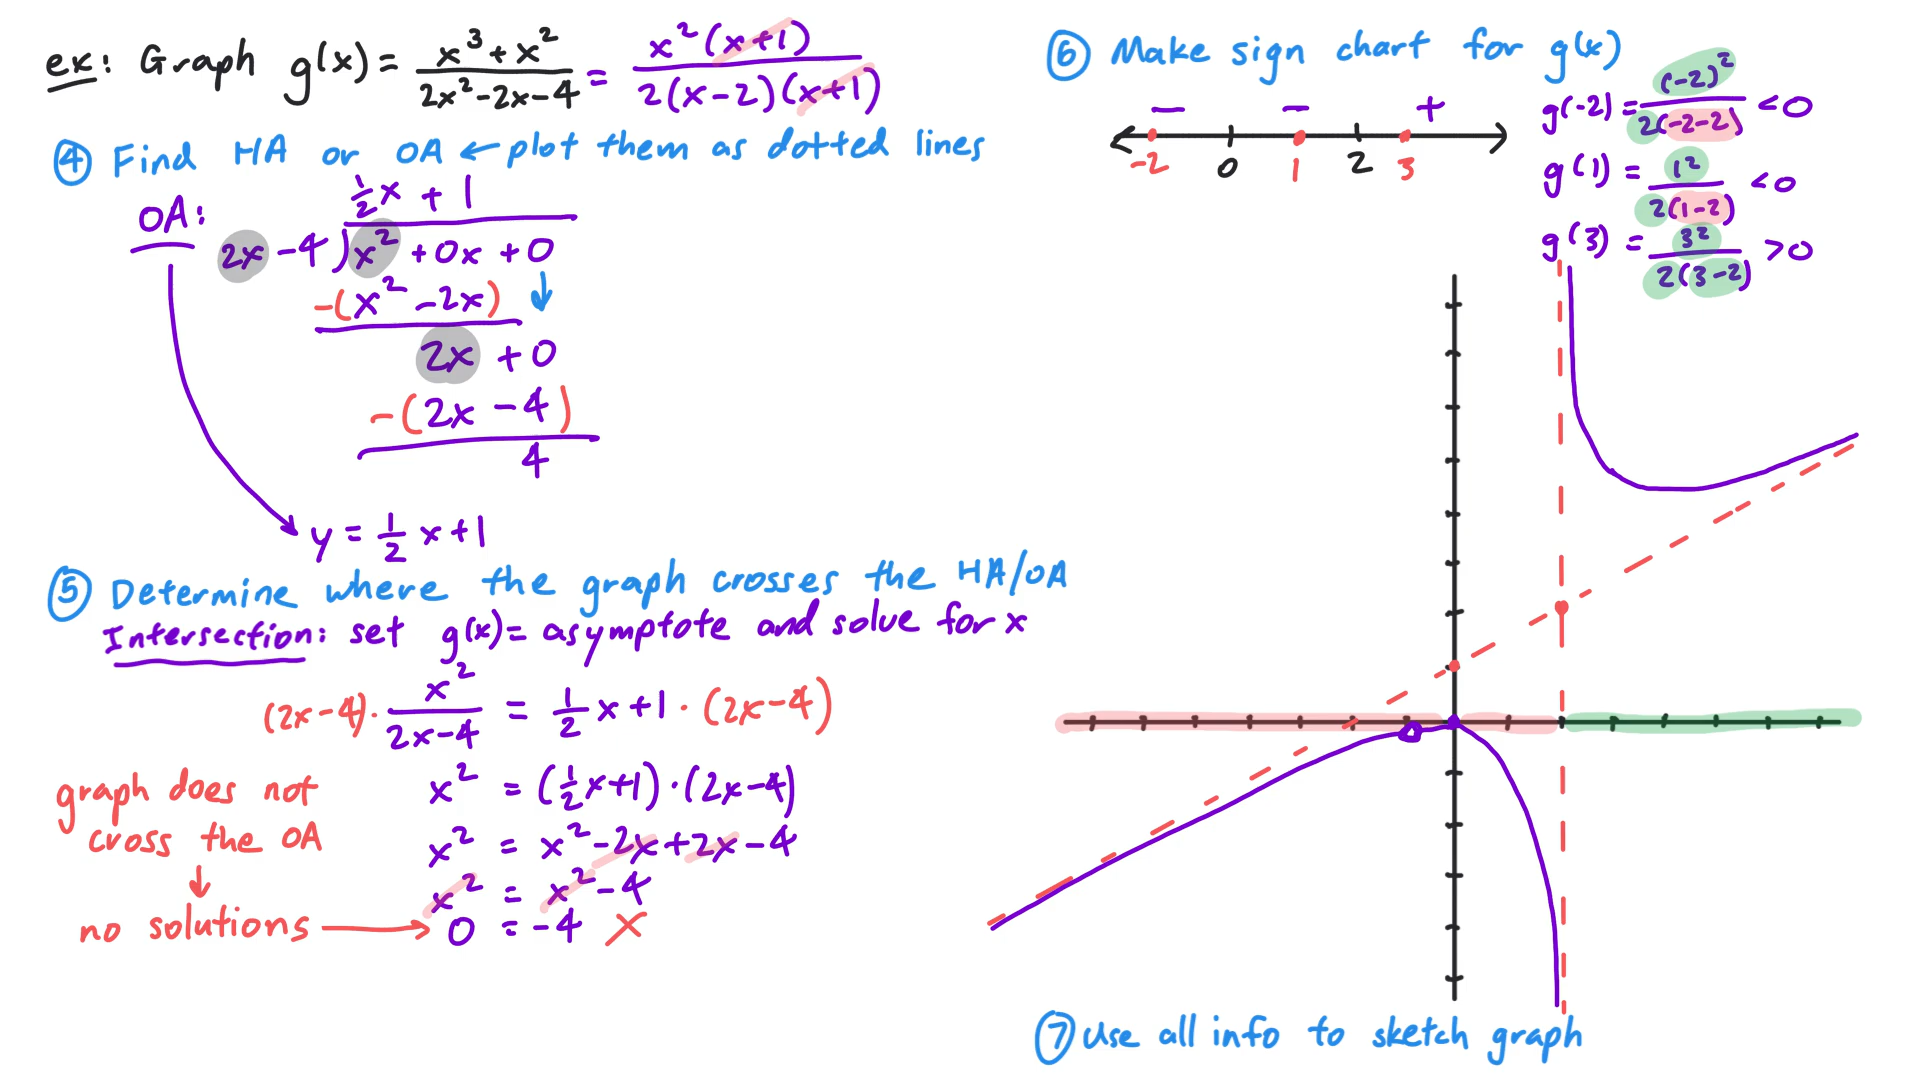 ex: Graph g(x) = x³ + x² / 2x² - 2x - 4 = x² (x+1) / 2(x-2)(x+1)
④ Find HA or OA ← plot them as dotted lines
OA:
½x + 1
2x - 4 ) x² + 0x + 0
-(x² - 2x) ↓
2x + 0
-(2x - 4)
4
y = ½ x + 1
⑤ Determine where the graph crosses the HA/OA
Intersection: set g(x) = asymptote and solve for x
(2x-4) · x² / 2x-4 = ½ x + 1 · (2x-4)
x² = (½x+1) · (2x-4)
x² = x² - 2x + 2x - 4
x² = x² - 4
0 = -4 X
graph does not
cross the OA
↓
no solutions →
⑥ Make sign chart for g(x)
- - +
-2 0 1 2 3
g(-2) = (-2)² / 2(-2-2) < 0
g(1) = 1² / 2(1-2) < 0
g(3) = 3² / 2(3-2) > 0
⑦ Use all info to sketch graph